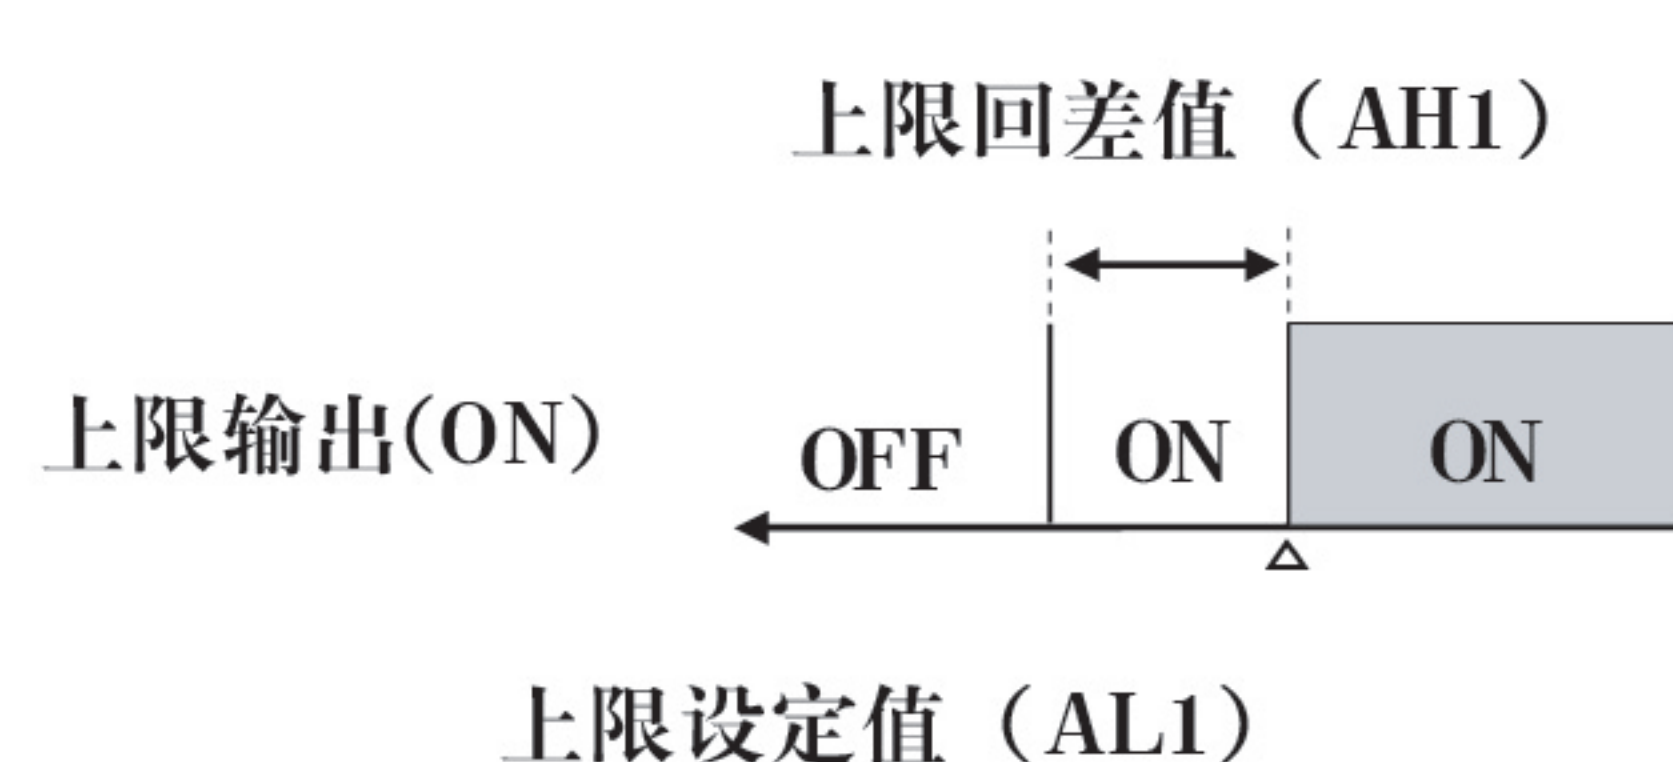 上限回差值（AH1）
上限输出(ON)
OFF
ON
ON
上限设定值（AL1）